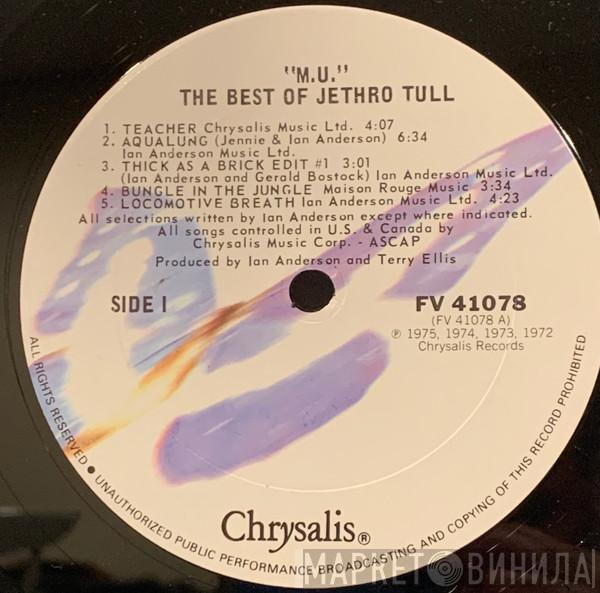 "M.U."
THE BEST OF JETHRO TULL
1. TEACHER Chrysalis Music Ltd. 4:07
2. AQUALUNG (Jennie & Ian Anderson) 6:34
Ian Anderson Music Ltd.
3. THICK AS A BRICK EDIT #1 3:01
(Ian Anderson and Gerald Bostock) Ian Anderson Music Ltd.
4. BUNGLE IN THE JUNGLE Maison Rouge Music 3:34
5. LOCOMOTIVE BREATH Ian Anderson Music Ltd. 4:23
All selections written by Ian Anderson except where indicated.
All songs controlled in U.S. & Canada by
Chrysalis Music Corp. - ASCAP
Produced by Ian Anderson and Terry Ellis
SIDE I
FV 41078
(FV 41078 A)
℗ 1975, 1974, 1973, 1972
Chrysalis Records
ALL RIGHTS RESERVED ● UNAUTHORIZED PUBLIC PERFORMANCE BROADCASTING AND COPYING OF THIS RECORD PROHIBITED
Chrysalis®
МАРКЕТ ВИНИЛА